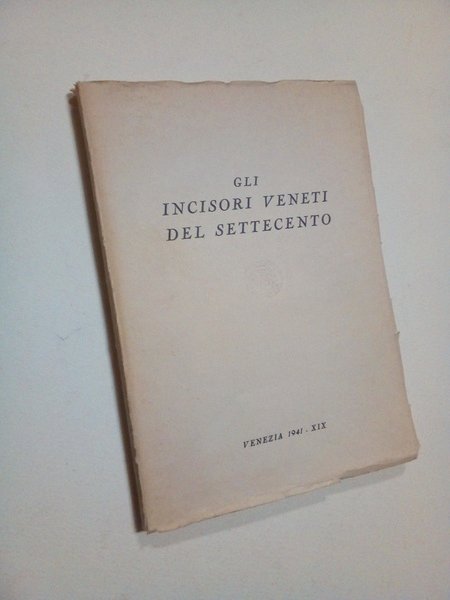 GLI
INCISORI VENETI
DEL SETTECENTO
VENEZIA 1941 - XIX